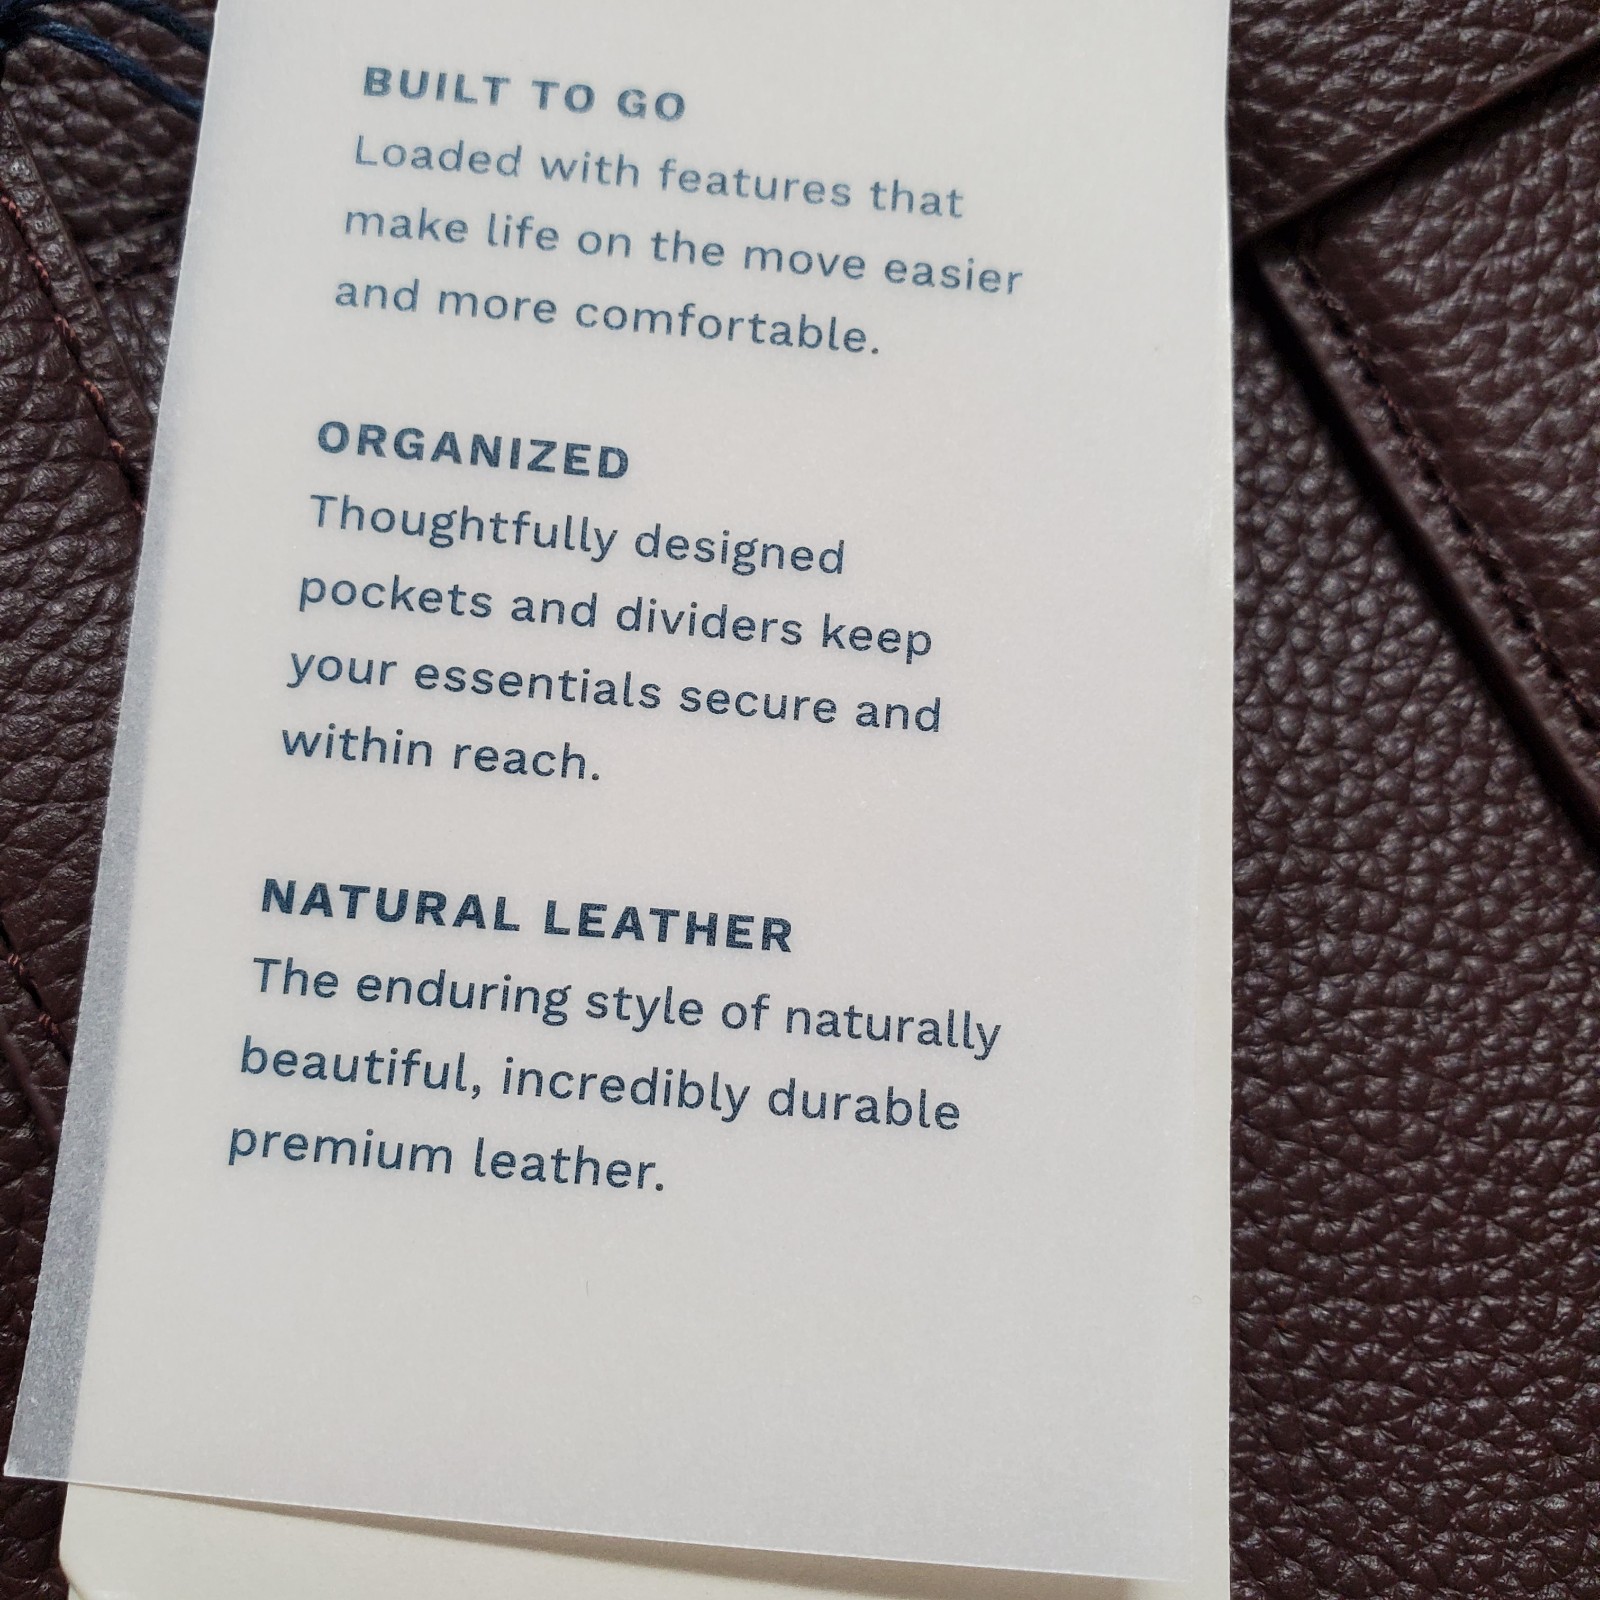 BUILT TO GO
Loaded with features that
make life on the move easier
and more comfortable.
ORGANIZED
Thoughtfully designed
pockets and dividers keep
your essentials secure and
within reach.
NATURAL LEATHER
The enduring style of naturally
beautiful, incredibly durable
premium leather.